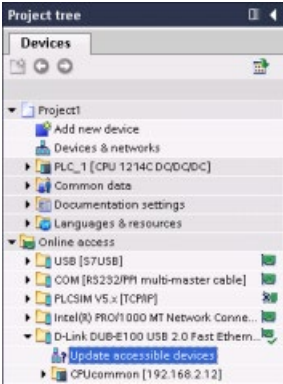 Project tree
Devices
Project1
Add new device
Devices & networks
PLC_1 [CPU 1214C DC/DC/DC]
Common data
Documentation settings
Languages & resources
Online access
USB [S7USB]
COM [RS232/PPI multi-master cable]
PLCSIM V5.x [TCP/IP]
Intel(R) PRO/1000 MT Network Conne...
D-Link DUB-E100 USB 2.0 Fast Ethern...
Update accessible devices
CPUcommon [192.168.2.12]